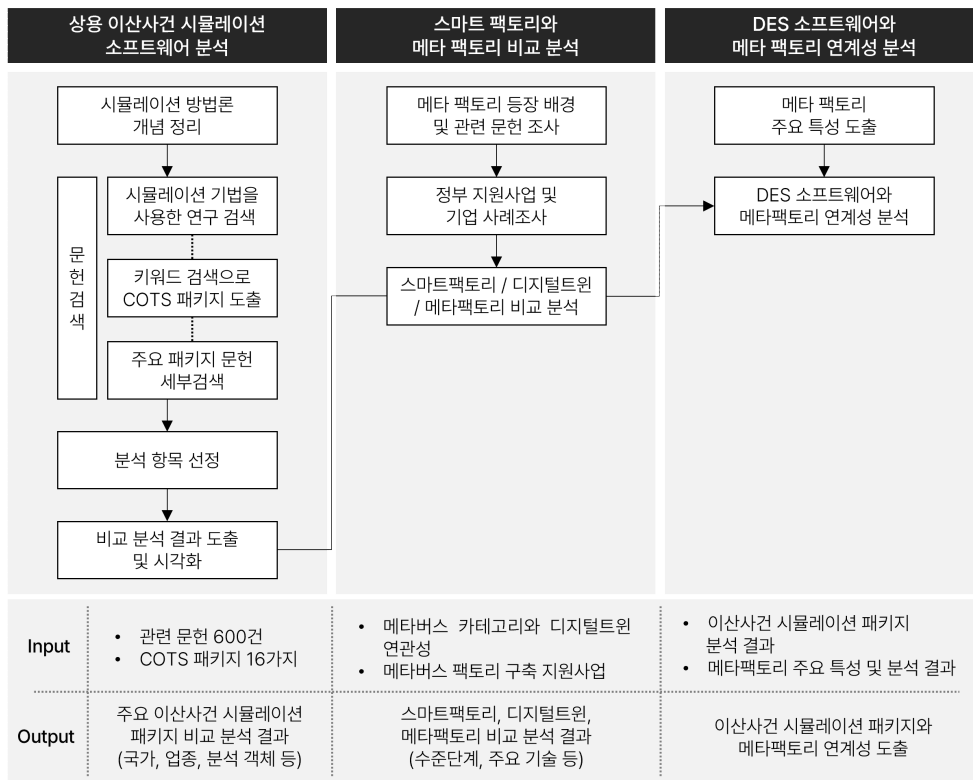 상용 이산사건 시뮬레이션
소프트웨어 분석
스마트 팩토리와
메타 팩토리 비교 분석
DES 소프트웨어와
메타 팩토리 연계성 분석
시뮬레이션 방법론
개념 정리
문헌검색
시뮬레이션 기법을
사용한 연구 검색
키워드 검색으로
COTS 패키지 도출
주요 패키지 문헌
세부검색
분석 항목 선정
비교 분석 결과 도출
및 시각화
메타 팩토리 등장 배경
및 관련 문헌 조사
정부 지원사업 및
기업 사례조사
스마트팩토리 / 디지털트윈
/ 메타팩토리 비교 분석
메타 팩토리
주요 특성 도출
DES 소프트웨어와
메타팩토리 연계성 분석
Input
• 관련 문헌 600건
• COTS 패키지 16가지
• 메타버스 카테고리와 디지털트윈
연관성
• 메타버스 팩토리 구축 지원사업
• 이산사건 시뮬레이션 패키지
분석 결과
• 메타팩토리 주요 특성 및 분석 결과
Output
주요 이산사건 시뮬레이션
패키지 비교 분석 결과
(국가, 업종, 분석 객체 등)
스마트팩토리, 디지털트윈,
메타팩토리 비교 분석 결과
(수준단계, 주요 기술 등)
이산사건 시뮬레이션 패키지와
메타팩토리 연계성 도출